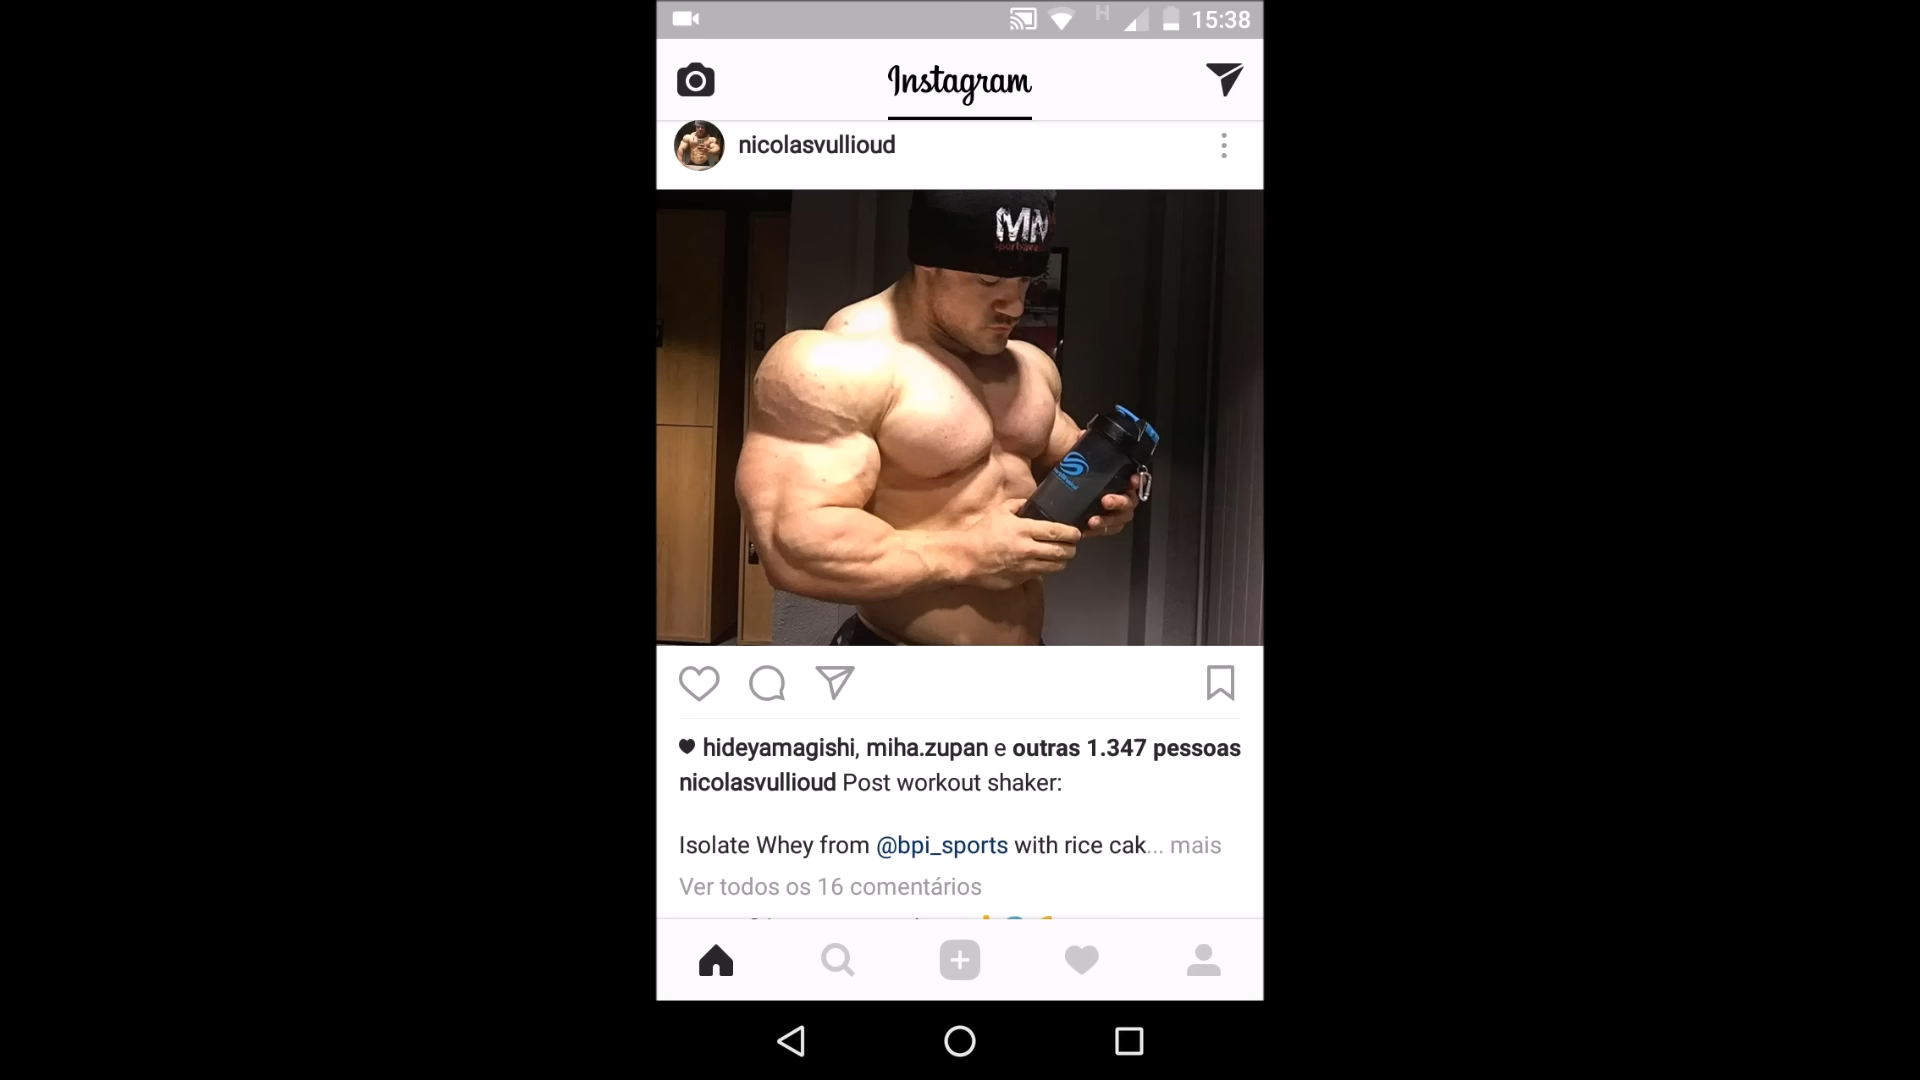 H 15:38
Instagram
nicolasvullioud
MN
hideyamagishi, miha.zupan e outras 1.347 pessoas
nicolasvullioud Post workout shaker:
Isolate Whey from @bpi_sports with rice cak... mais
Ver todos os 16 comentários